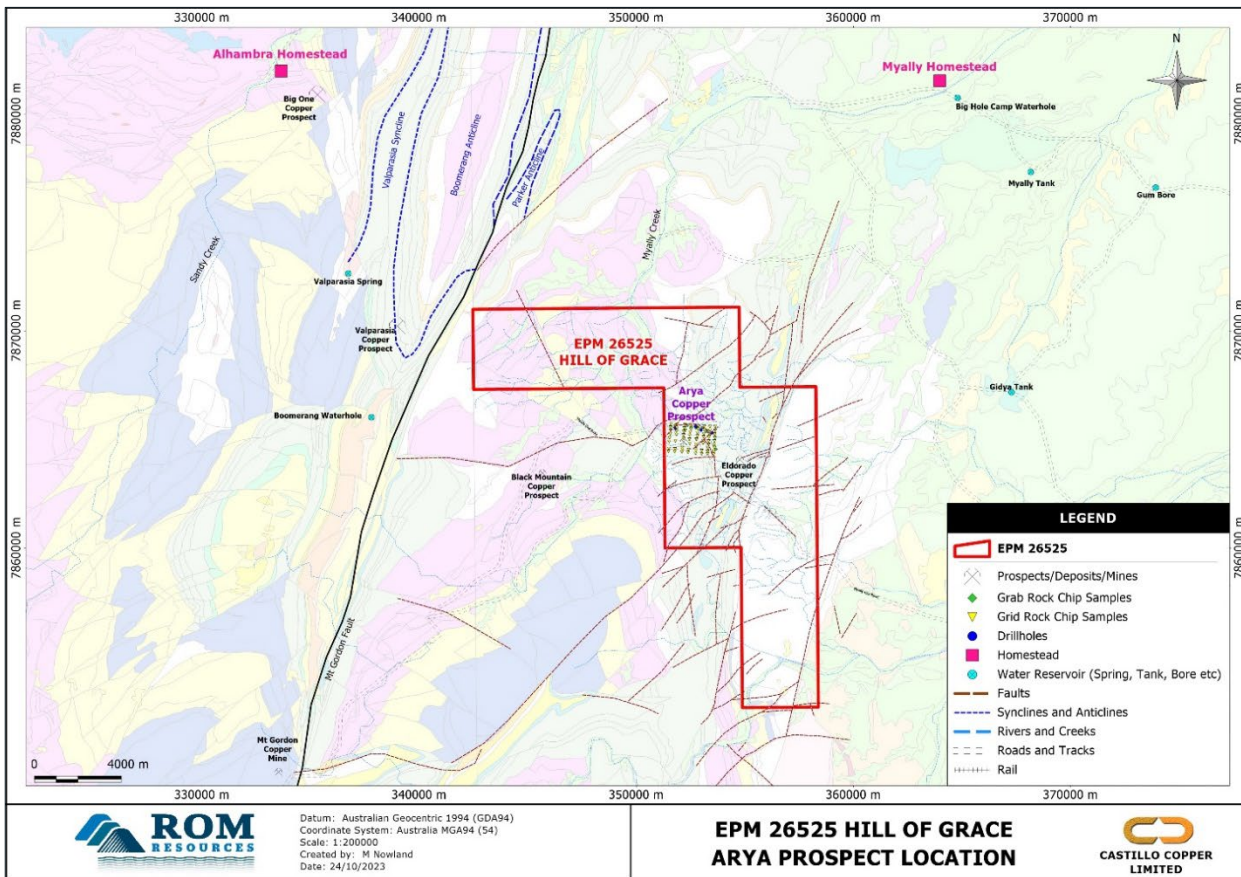 330000 m
340000 m
350000 m
360000 m
370000 m
7880000 m
7870000 m
7860000 m
7880000 m
7870000 m
7860000 m
Alhambra Homestead
Big One
Copper
Prospect
Myally Homestead
Big Hole Camp Waterhole
N
Myally Tank
Gum Bore
Valparasia Syncline
Boomerang Anticline
Parker Anticline
Sandy Creek
Myally Creek
Valparasia Spring
Valparasia
Copper
Prospect
EPM 26525
HILL OF GRACE
Arya
Copper
Prospect
Gidya Tank
Boomerang Waterhole
Black Mountain
Copper
Prospect
Eldorado
Copper
Prospect
Mt Gordon Fault
Mt Gordon
Copper
Mine
0 4000 m
LEGEND
EPM 26525
Prospects/Deposits/Mines
Grab Rock Chip Samples
Grid Rock Chip Samples
Drillholes
Homestead
Water Reservoir (Spring, Tank, Bore etc)
Faults
Synclines and Anticlines
Rivers and Creeks
Roads and Tracks
Rail
330000 m
340000 m
350000 m
360000 m
370000 m
ROM
RESOURCES
Datum: Australian Geocentric 1994 (GDA94)
Coordinate System: Australia MGA94 (54)
Scale: 1:200000
Created by: M Nowland
Date: 24/10/2023
EPM 26525 HILL OF GRACE
ARYA PROSPECT LOCATION
CASTILLO COPPER
LIMITED